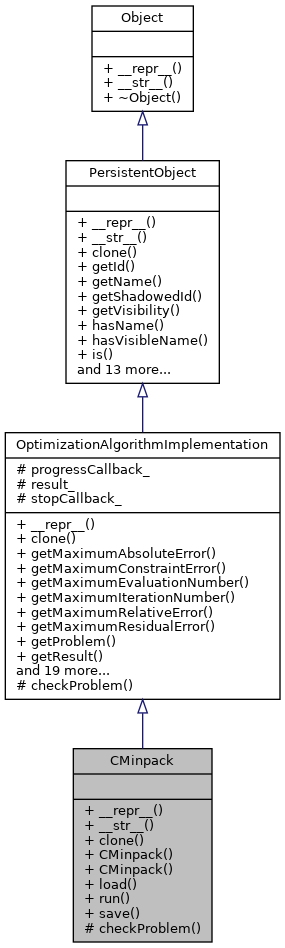 Object
+ __repr__()
+ __str__()
+ ~Object()
PersistentObject
+ __repr__()
+ __str__()
+ clone()
+ getId()
+ getName()
+ getShadowedId()
+ getVisibility()
+ hasName()
+ hasVisibleName()
+ is()
and 13 more...
OptimizationAlgorithmImplementation
# progressCallback_
# result_
# stopCallback_
+ __repr__()
+ clone()
+ getMaximumAbsoluteError()
+ getMaximumConstraintError()
+ getMaximumEvaluationNumber()
+ getMaximumIterationNumber()
+ getMaximumRelativeError()
+ getMaximumResidualError()
+ getProblem()
+ getResult()
and 19 more...
# checkProblem()
CMinpack
+ __repr__()
+ __str__()
+ clone()
+ CMinpack()
+ CMinpack()
+ load()
+ run()
+ save()
# checkProblem()